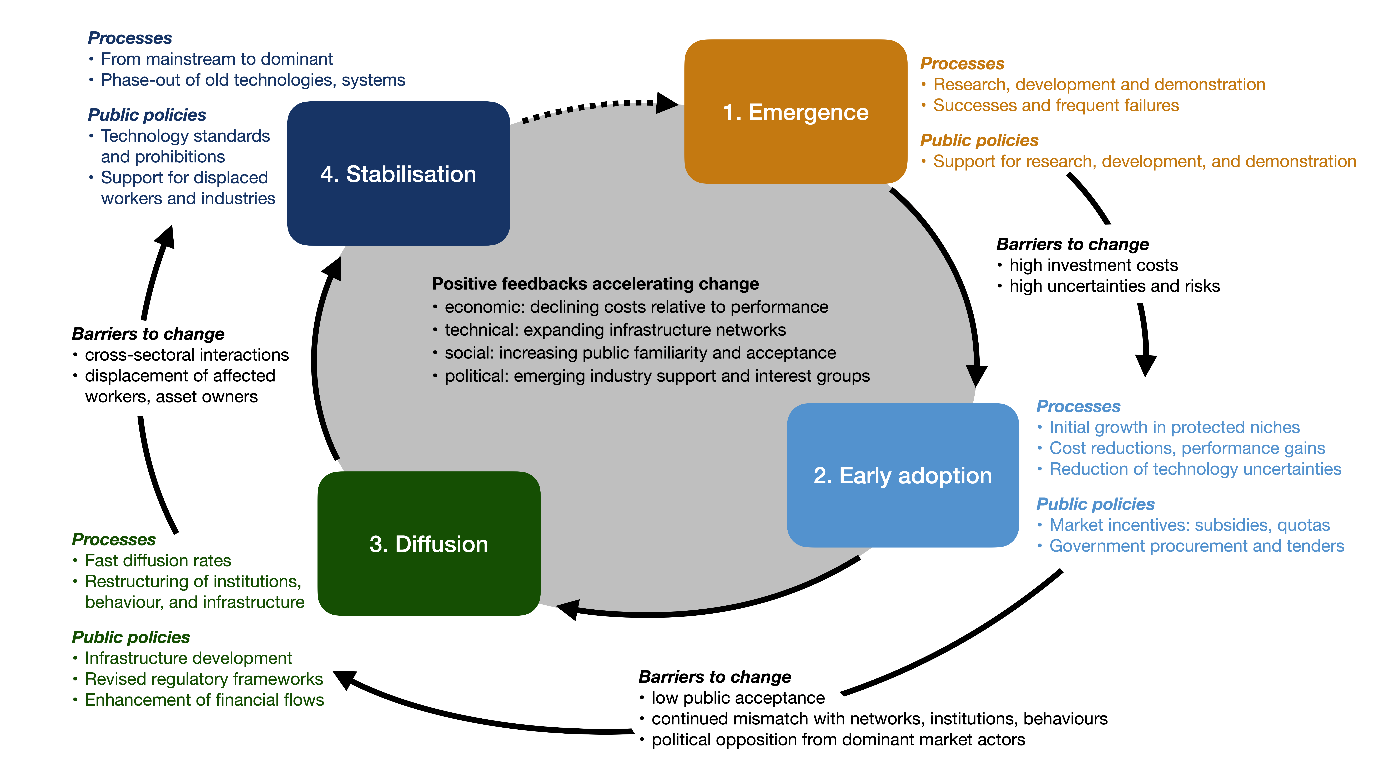 Processes
• From mainstream to dominant
• Phase-out of old technologies, systems
Public policies
• Technology standards
and prohibitions
• Support for displaced
workers and industries
4. Stabilisation
1. Emergence
Processes
• Research, development and demonstration
• Successes and frequent failures
Public policies
• Support for research, development, and demonstration
Barriers to change
• high investment costs
• high uncertainties and risks
Positive feedbacks accelerating change
• economic: declining costs relative to performance
• technical: expanding infrastructure networks
• social: increasing public familiarity and acceptance
• political: emerging industry support and interest groups
Barriers to change
• cross-sectoral interactions
• displacement of affected
workers, asset owners
2. Early adoption
Processes
• Initial growth in protected niches
• Cost reductions, performance gains
• Reduction of technology uncertainties
Public policies
• Market incentives: subsidies, quotas
• Government procurement and tenders
3. Diffusion
Processes
• Fast diffusion rates
• Restructuring of institutions,
behaviour, and infrastructure
Public policies
• Infrastructure development
• Revised regulatory frameworks
• Enhancement of financial flows
Barriers to change
• low public acceptance
• continued mismatch with networks, institutions, behaviours
• political opposition from dominant market actors